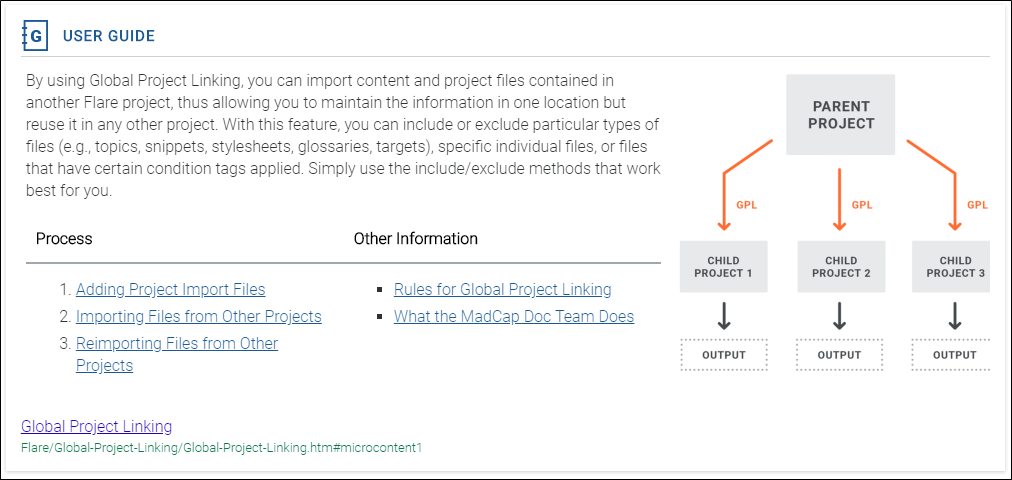 G USER GUIDE
By using Global Project Linking, you can import content and project files contained in
another Flare project, thus allowing you to maintain the information in one location but
reuse it in any other project. With this feature, you can include or exclude particular types of
files (e.g., topics, snippets, stylesheets, glossaries, targets), specific individual files, or files
that have certain condition tags applied. Simply use the include/exclude methods that work
best for you.
Process
1. Adding Project Import Files
2. Importing Files from Other Projects
3. Reimporting Files from Other
Projects
Other Information
▪ Rules for Global Project Linking
▪ What the MadCap Doc Team Does
PARENT
PROJECT
GPL
GPL
GPL
CHILD
PROJECT 1
CHILD
PROJECT 2
CHILD
PROJECT 3
OUTPUT
OUTPUT
OUTPUT
Global Project Linking
Flare/Global-Project-Linking/Global-Project-Linking.htm#microcontent1